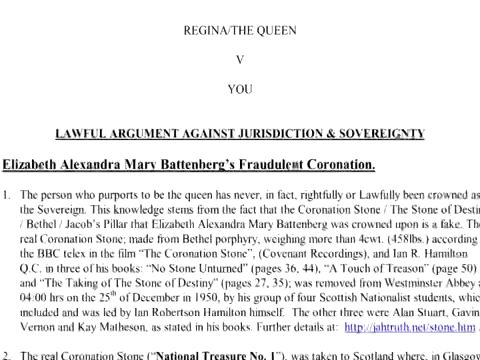 REGINA/THE QUEEN
V
YOU
LAWFUL ARGUMENT AGAINST JURISDICTION & SOVEREIGNTY
Elizabeth Alexandra Mary Battenberg's Fraudulent Coronation.
1. The person who purports to be the queen has never, in fact, rightfully or Lawfully been crowned as
the Sovereign. This knowledge stems from the fact that the Coronation Stone / The Stone of
/ Bethel / Jacob's Pillar that Elizabeth Alexandra Mary Battenberg was crowned upon is a fake. The
real Coronation Stone; made from Bethel porphyry, weighing more than 4cwt. (458lbs.) according
the BBC telex in the film "The Coronation Stone", (Covenant Recordings), and Ian R. Hamilton
Q.C. in three of his books: "No Stone Unturned" (pages 36, 44), "A Touch of Treason" (page 50)
and "The Taking of The Stone of Destiny" (pages 27, 35); was removed from Westminster Abbey
04:00 hrs on the 25th of December in 1950, by his group of four Scottish Nationalist students,
included and was led by Ian Robertson Hamilton himself. The other three were Alan Stuart, Gavin
Vernon and Kay Matheson, as stated in his books. Further details at: http://jahtruth.net/stone.htm
2. The real Coronation Stone ("National Treasure No. 1"), was taken to Scotland where, in